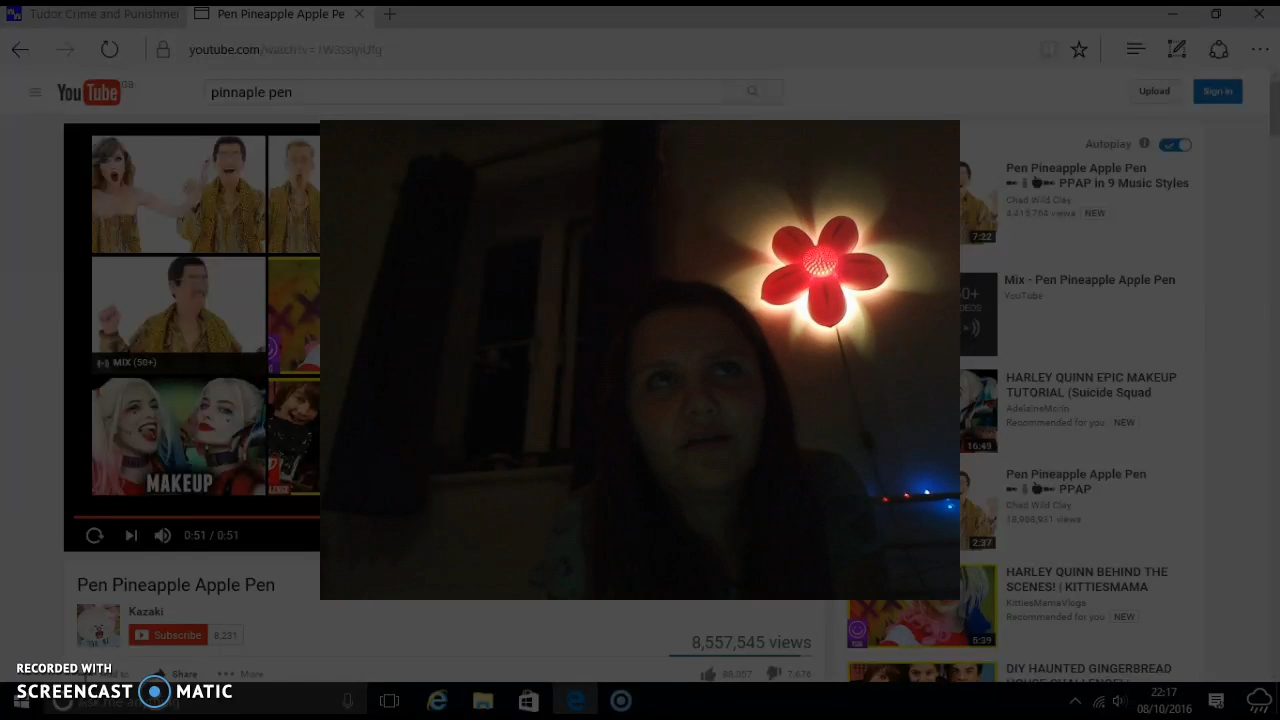 Tudor Crime and Punishmen
Pen Pineapple Apple Pe
youtube.com/watch?v=
YouTube GB
pinnaple pen
Upload
Sign in
Autoplay
MIX (50+)
MAKEUP
0:51 / 0:51
Pen Pineapple Apple Pen
Kazaki
Subscribe
8,231
8,557,545 views
Share
More
Pen Pineapple Apple Pen
PPAP in 9 Music Styles
Chad Wild Clay
NEW
7:22
Mix - Pen Pineapple Apple Pen
YouTube
HARLEY QUINN EPIC MAKEUP
TUTORIAL (Suicide Squad
AdelaineMorin
Recommended for you
NEW
16:49
Pen Pineapple Apple Pen
PPAP
Chad Wild Clay
2:37
HARLEY QUINN BEHIND THE
SCENES! | KITTIESMAMA
KittiesMamaVlogs
Recommended for you
NEW
5:39
DIY HAUNTED GINGERBREAD
RECORDED WITH
SCREENCAST MATIC
22:17
08/10/2016